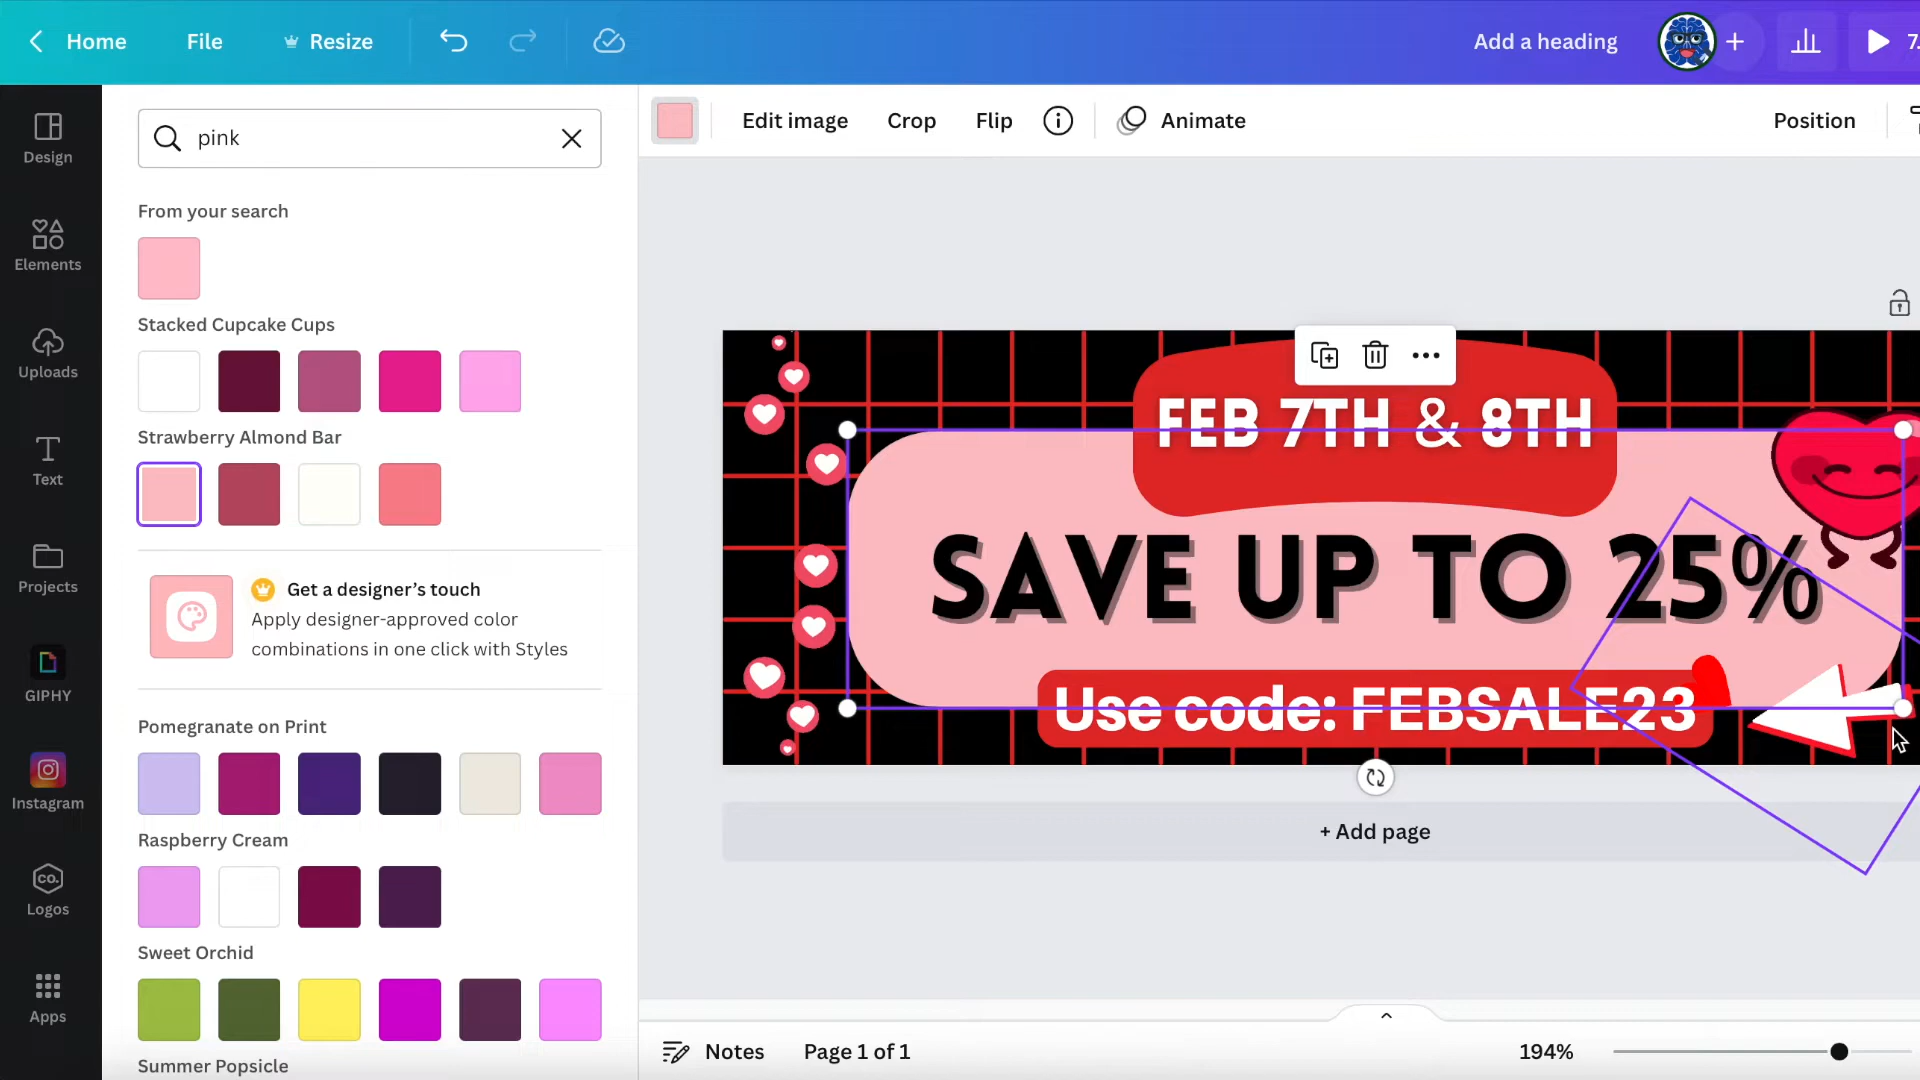 Home
File
Resize
Add a heading
7.
Design
Elements
Uploads
Text
Projects
GIPHY
Instagram
CO.
Logos
Apps
pink
From your search
Stacked Cupcake Cups
Strawberry Almond Bar
Get a designer’s touch
Apply designer-approved color
combinations in one click with Styles
Pomegranate on Print
Raspberry Cream
Sweet Orchid
Summer Popsicle
Edit image
Crop
Flip
Animate
Position
FEB 7TH & 8TH
SAVE UP TO 25%
Use code: FEBSALE23
+ Add page
Notes
Page 1 of 1
194%